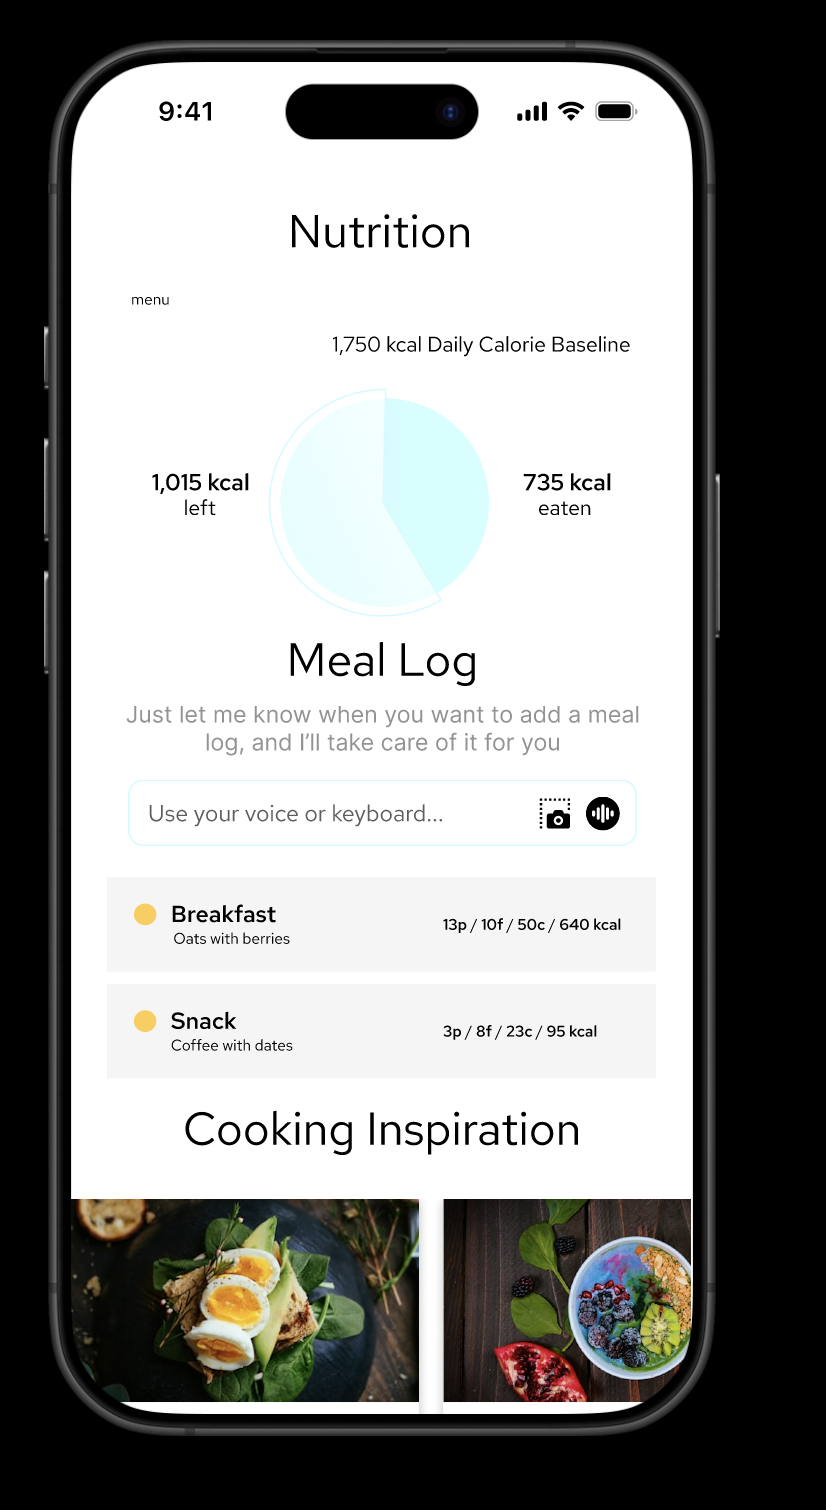 9:41
Nutrition
menu
1,750 kcal Daily Calorie Baseline
1,015 kcal
left
735 kcal
eaten
Meal Log
Just let me know when you want to add a meal
log, and I'll take care of it for you
Use your voice or keyboard...
Breakfast
Oats with berries
13p / 10f / 50c / 640 kcal
Snack
Coffee with dates
3p / 8f / 23c / 95 kcal
Cooking Inspiration